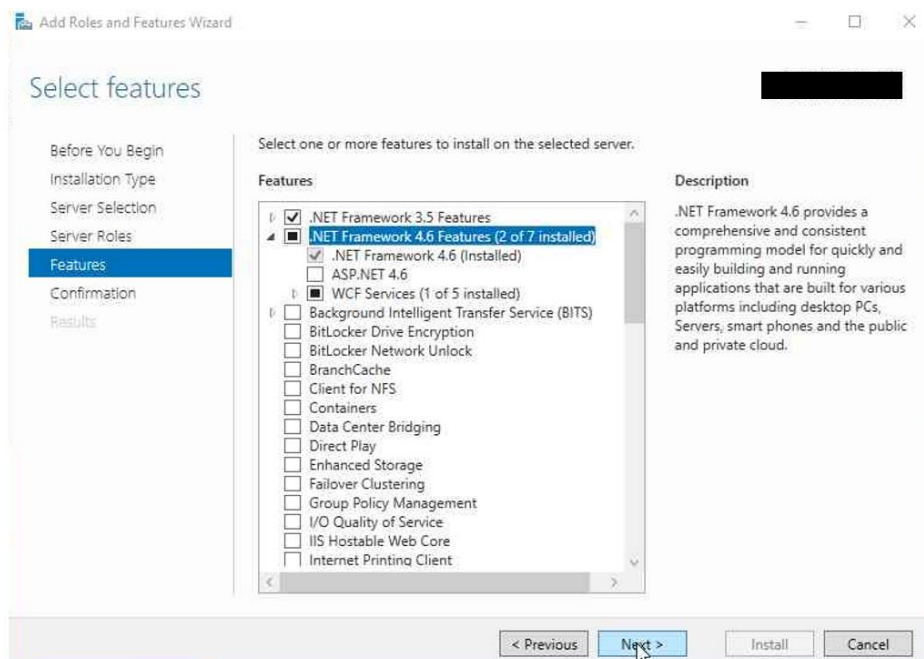 Add Roles and Features Wizard
Select features
Before You Begin
Installation Type
Server Selection
Server Roles
Features
Confirmation
Results
Select one or more features to install on the selected server.
Features
.NET Framework 3.5 Features
.NET Framework 4.6 Features (2 of 7 installed)
.NET Framework 4.6 (Installed)
ASP.NET 4.6
WCF Services (1 of 5 installed)
Background Intelligent Transfer Service (BITS)
BitLocker Drive Encryption
BitLocker Network Unlock
BranchCache
Client for NFS
Containers
Data Center Bridging
Direct Play
Enhanced Storage
Failover Clustering
Group Policy Management
I/O Quality of Service
IIS Hostable Web Core
Internet Printing Client
Description
.NET Framework 4.6 provides a
comprehensive and consistent
programming model for quickly and
easily building and running
applications that are built for various
platforms including desktop PCs,
Servers, smart phones and the public
and private cloud.
< Previous
Next >
Install
Cancel